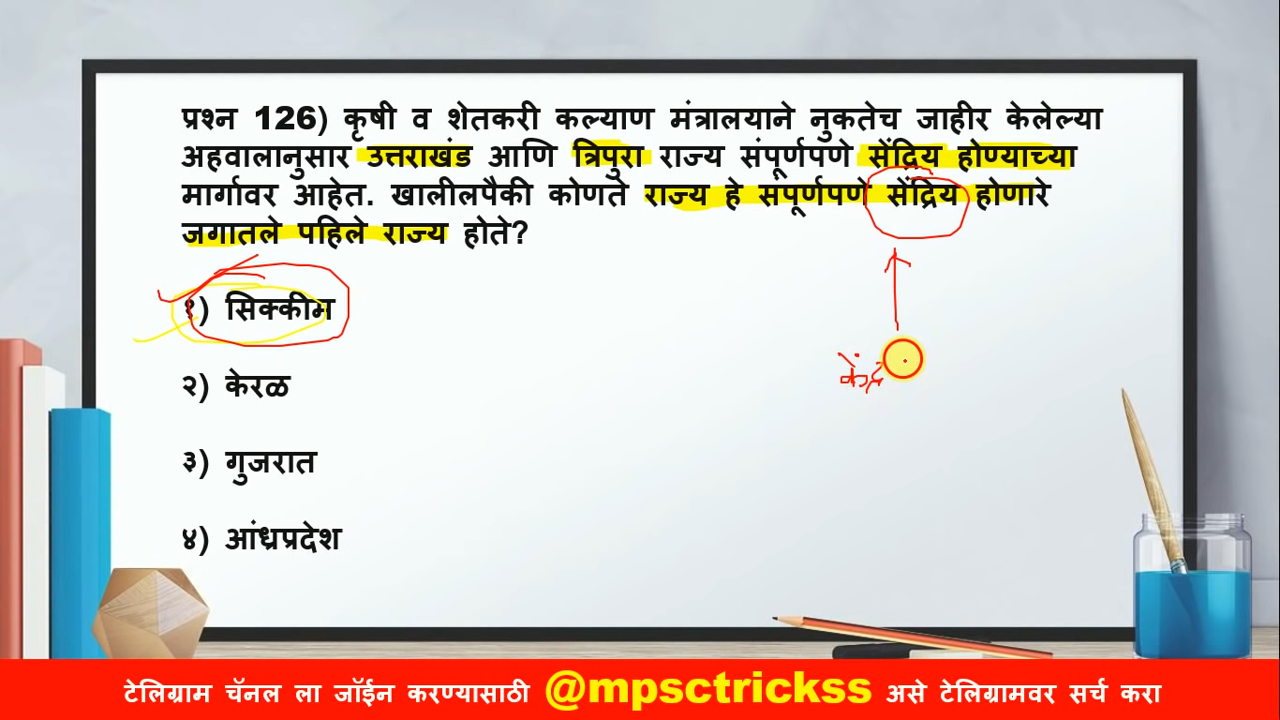 प्रश्न 126) कृषी व शेतकरी कल्याण मंत्रालयाने नुकतेच जाहीर केलेल्या
अहवालानुसार उत्तराखंड आणि त्रिपुरा राज्य संपूर्णपणे सेंद्रिय होण्याच्या
मार्गावर आहेत. खालीलपैकी कोणते राज्य हे संपूर्णपणे सेंद्रिय होणारे
जगातले पहिले राज्य होते?
१) सिक्कीम
२) केरळ
३) गुजरात
४) आंध्रप्रदेश
टेलिग्राम चॅनल ला जॉईन करण्यासाठी @mpsctrickss असे टेलिग्रामवर सर्च करा